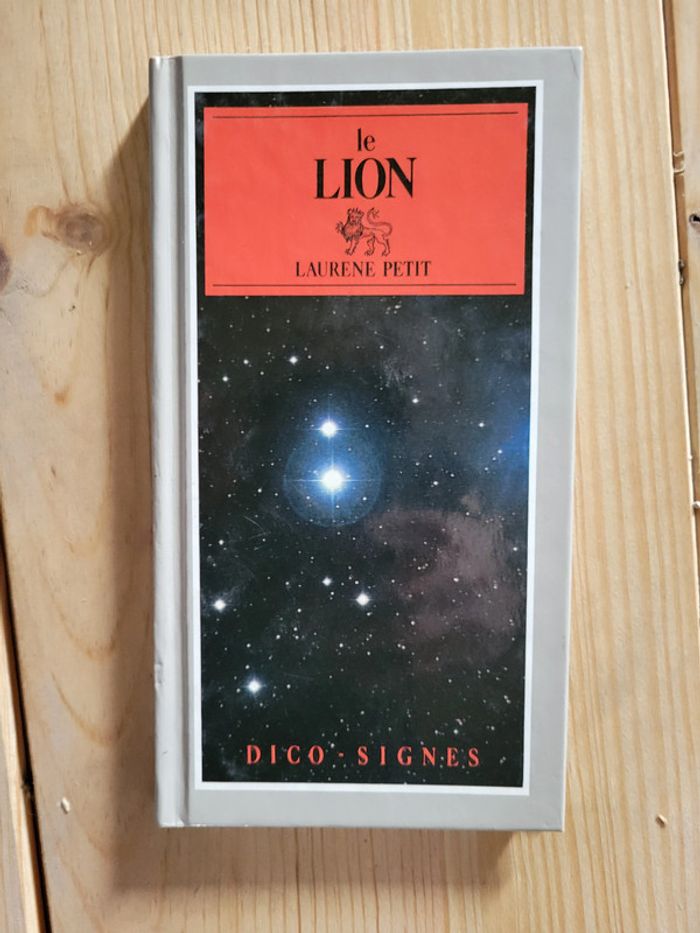 le
LION
LAURENE PETIT
DICO - SIGNES